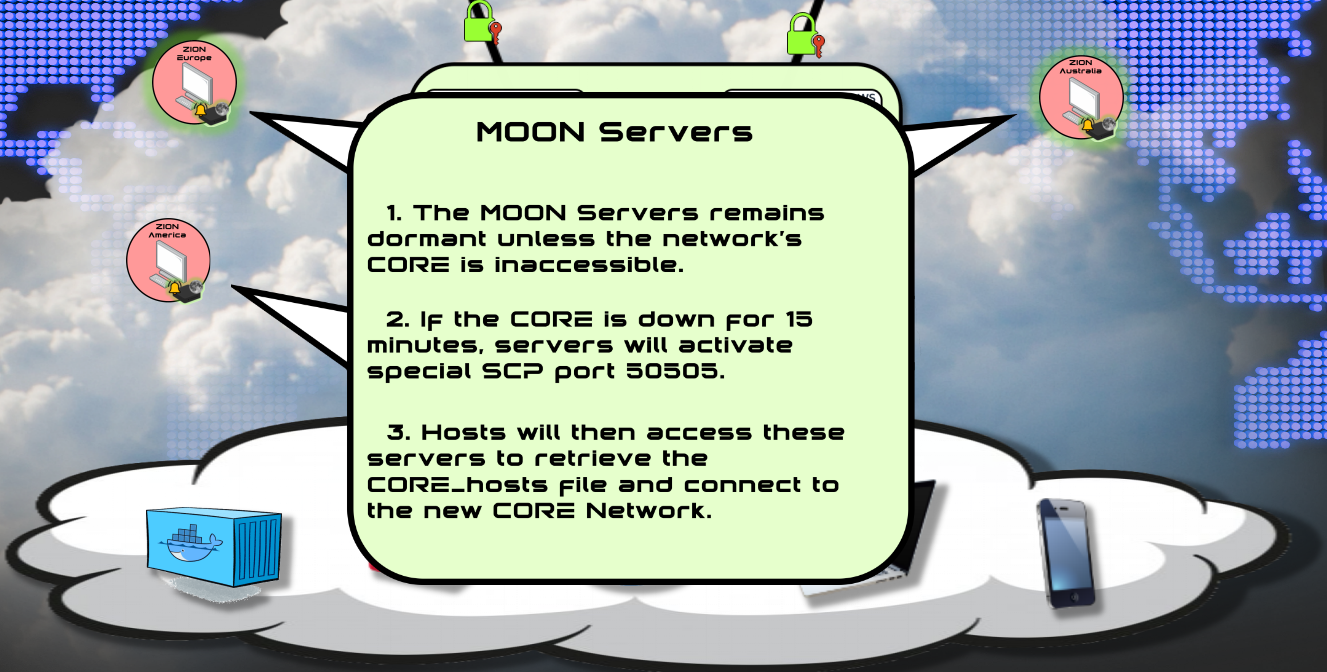 ZION
Europe
ZION
Australia
ZION
America
MOON Servers
1. The MOON Servers remains
dormant unless the network's
CORE is inaccessible.
2. If the CORE is down for 15
minutes, servers will activate
special SCP port 50505.
3. Hosts will then access these
servers to retrieve the
CORE_hosts file and connect to
the new CORE Network.